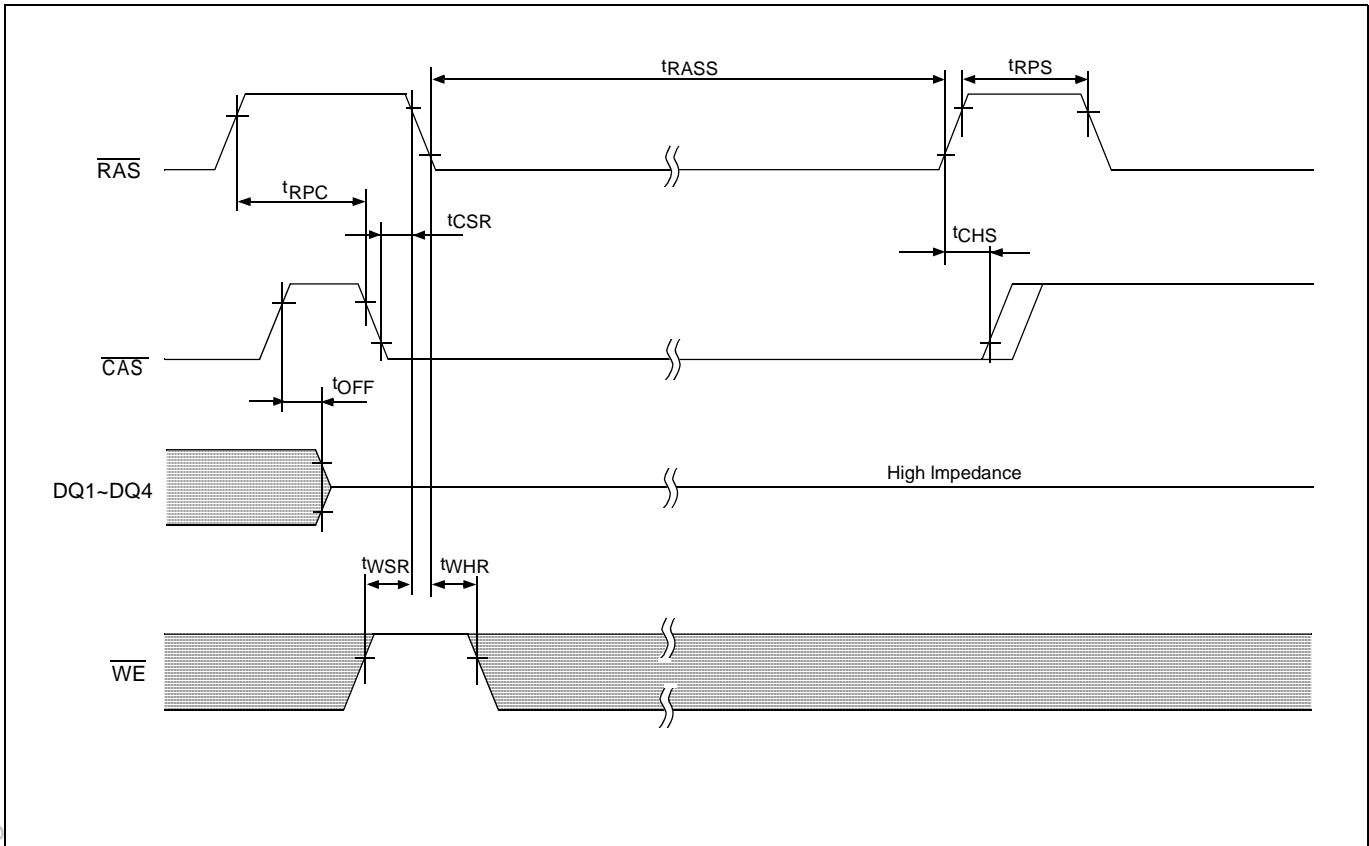 tRASS
tRPS
RAS
tRPC
tCSR
tCHS
CAS
tOFF
High Impedance
DQ1~DQ4
tWSR
tWHR
WE